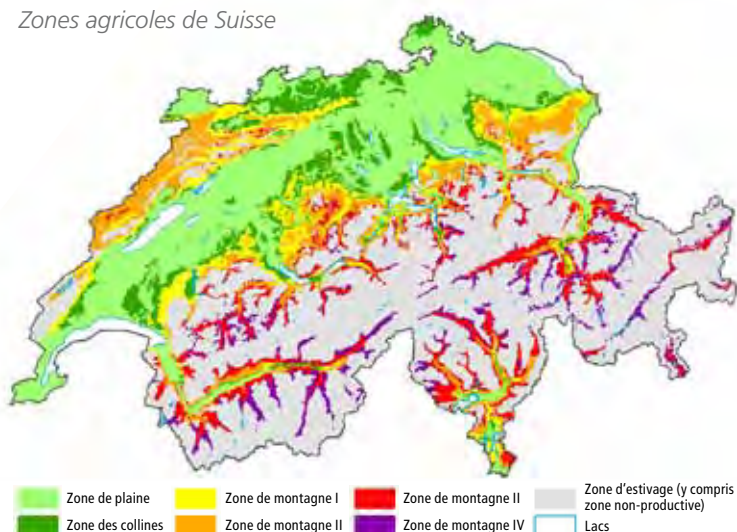 Zones agricoles de Suisse
Zone de plaine
Zone de montagne I
Zone de montagne II
Zone d'estivage (y compris
zone non-productive)
Zone des collines
Zone de montagne II
Zone de montagne IV
Lacs